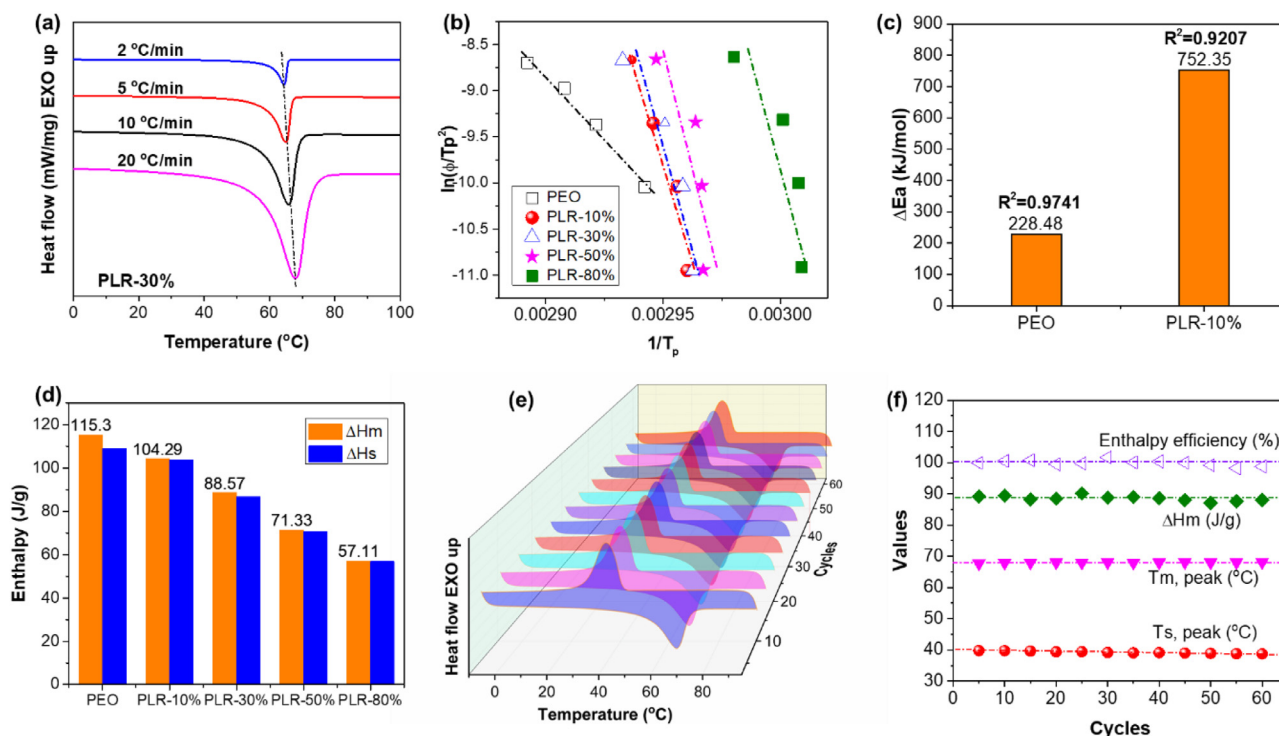 (a)
2 °C/min
5 °C/min
10 °C/min
20 °C/min
PLR-30%
Heat flow (mW/mg) EXO up
0 20 40 60 80 100
Temperature (°C)
(b)
-8.5
-9.0
-9.5
-10.0
-10.5
-11.0
ln(ϕ/Tp²)
PEO
PLR-10%
PLR-30%
PLR-50%
PLR-80%
0.00290 0.00295 0.00300
1/Tₚ
(c)
R²=0.9207
752.35
R²=0.9741
228.48
900
800
700
600
500
400
300
200
100
0
ΔEa (kJ/mol)
PEO PLR-10%
(d)
ΔHm
ΔHs
115.3
104.29
88.57
71.33
57.11
120
100
80
60
40
20
0
Enthalpy (J/g)
PEO PLR-10% PLR-30% PLR-50% PLR-80%
(e)
Heat flow EXO up
0 20 40 60 80
Temperature (°C)
10
20
30
40
50
60
Cycles
(f)
120
110
100
90
80
70
60
50
40
30
Values
Enthalpy efficiency (%)
ΔHm (J/g)
Tm, peak (°C)
Ts, peak (°C)
0 10 20 30 40 50 60
Cycles